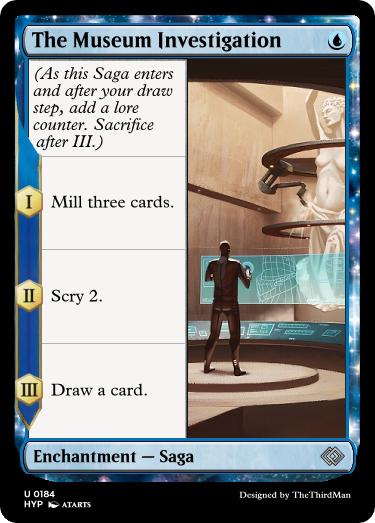 The Museum Investigation
(As this Saga enters
and after your draw
step, add a lore
counter. Sacrifice
after III.)
I
Mill three cards.
II
Scry 2.
III
Draw a card.
Enchantment — Saga
U 0184
HYP ATARTS
Designed by TheThirdMan